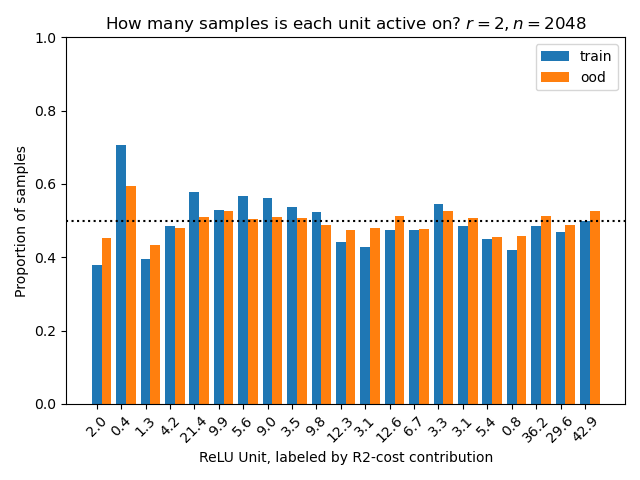 How many samples is each unit active on? r = 2, n = 2048
train
ood
Proportion of samples
1.0
0.8
0.6
0.4
0.2
0.0
2.0 0.4 1.3 4.2 21.4 9.9 5.6 9.0 3.5 9.8 12.3 3.1 12.6 6.7 3.3 3.1 5.4 0.8 36.2 29.6 42.9
ReLU Unit, labeled by R2-cost contribution